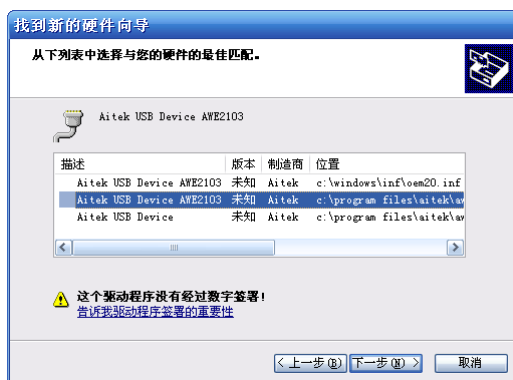 找到新的硬件向导
从下列表中选择与您的硬件的最佳匹配。
Aitek USB Device AWE2103
描述 版本 制造商 位置
Aitek USB Device AWE2103 未知 Aitek c:\windows\inf\oem20.inf
Aitek USB Device AWE2103 未知 Aitek c:\program files\aitek\aw
Aitek USB Device 未知 Aitek c:\program files\aitek\aw
这个驱动程序没有经过数字签署!
告诉我驱动程序签署的重要性
< 上一步(B) 下一步(N) > 取消